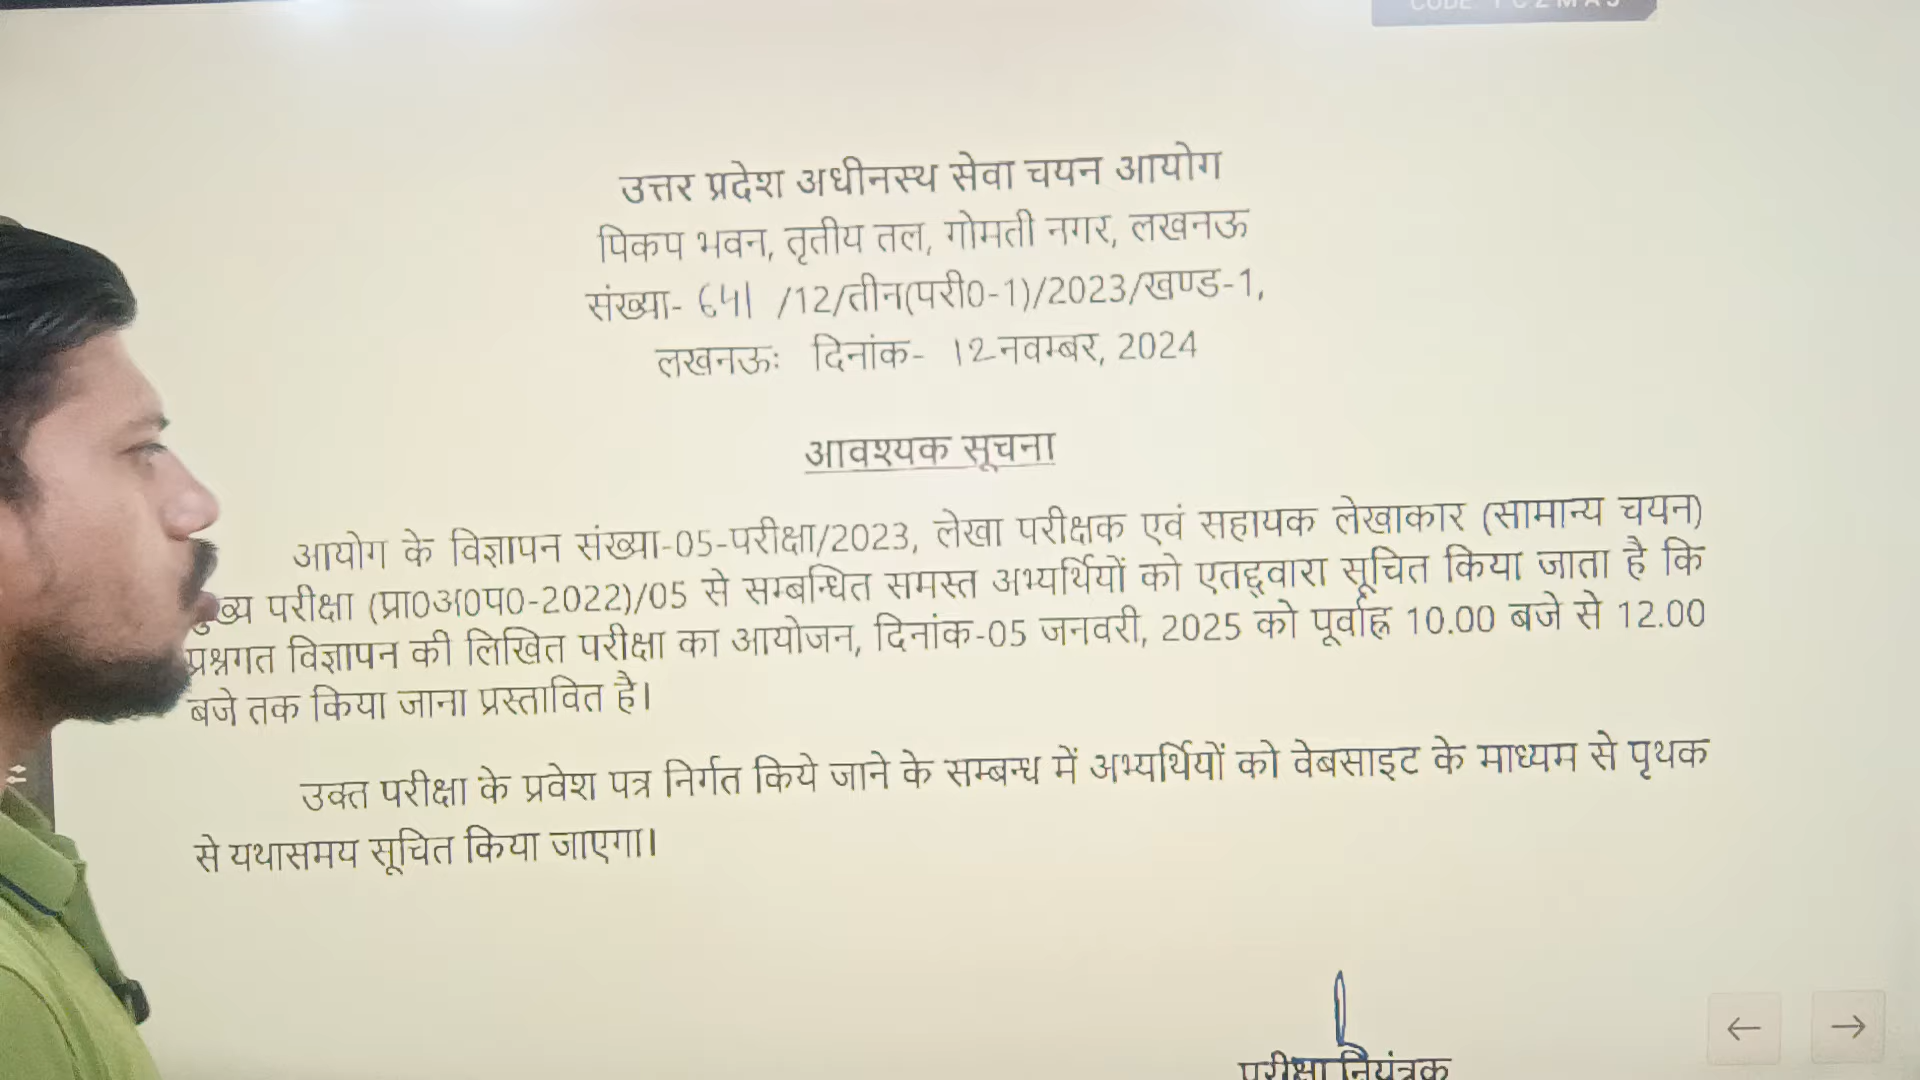 उत्तर प्रदेश अधीनस्थ सेवा चयन आयोग
पिकप भवन, तृतीय तल, गोमती नगर, लखनऊ
संख्या- 641 /12/तीन(परी0-1)/2023/खण्ड-1,
लखनऊः दिनांक- 12 नवम्बर, 2024
आवश्यक सूचना
आयोग के विज्ञापन संख्या-05-परीक्षा/2023, लेखा परीक्षक एवं सहायक लेखाकार (सामान्य चयन)
मुख्य परीक्षा (प्रा0अ0प0-2022)/05 से सम्बन्धित समस्त अभ्यर्थियों को एतद्द्वारा सूचित किया जाता है कि
प्रश्नगत विज्ञापन की लिखित परीक्षा का आयोजन, दिनांक-05 जनवरी, 2025 को पूर्वाह्न 10.00 बजे से 12.00
बजे तक किया जाना प्रस्तावित है।
उक्त परीक्षा के प्रवेश पत्र निर्गत किये जाने के सम्बन्ध में अभ्यर्थियों को वेबसाइट के माध्यम से पृथक
से यथासमय सूचित किया जाएगा।
परीक्षा नियंत्रक